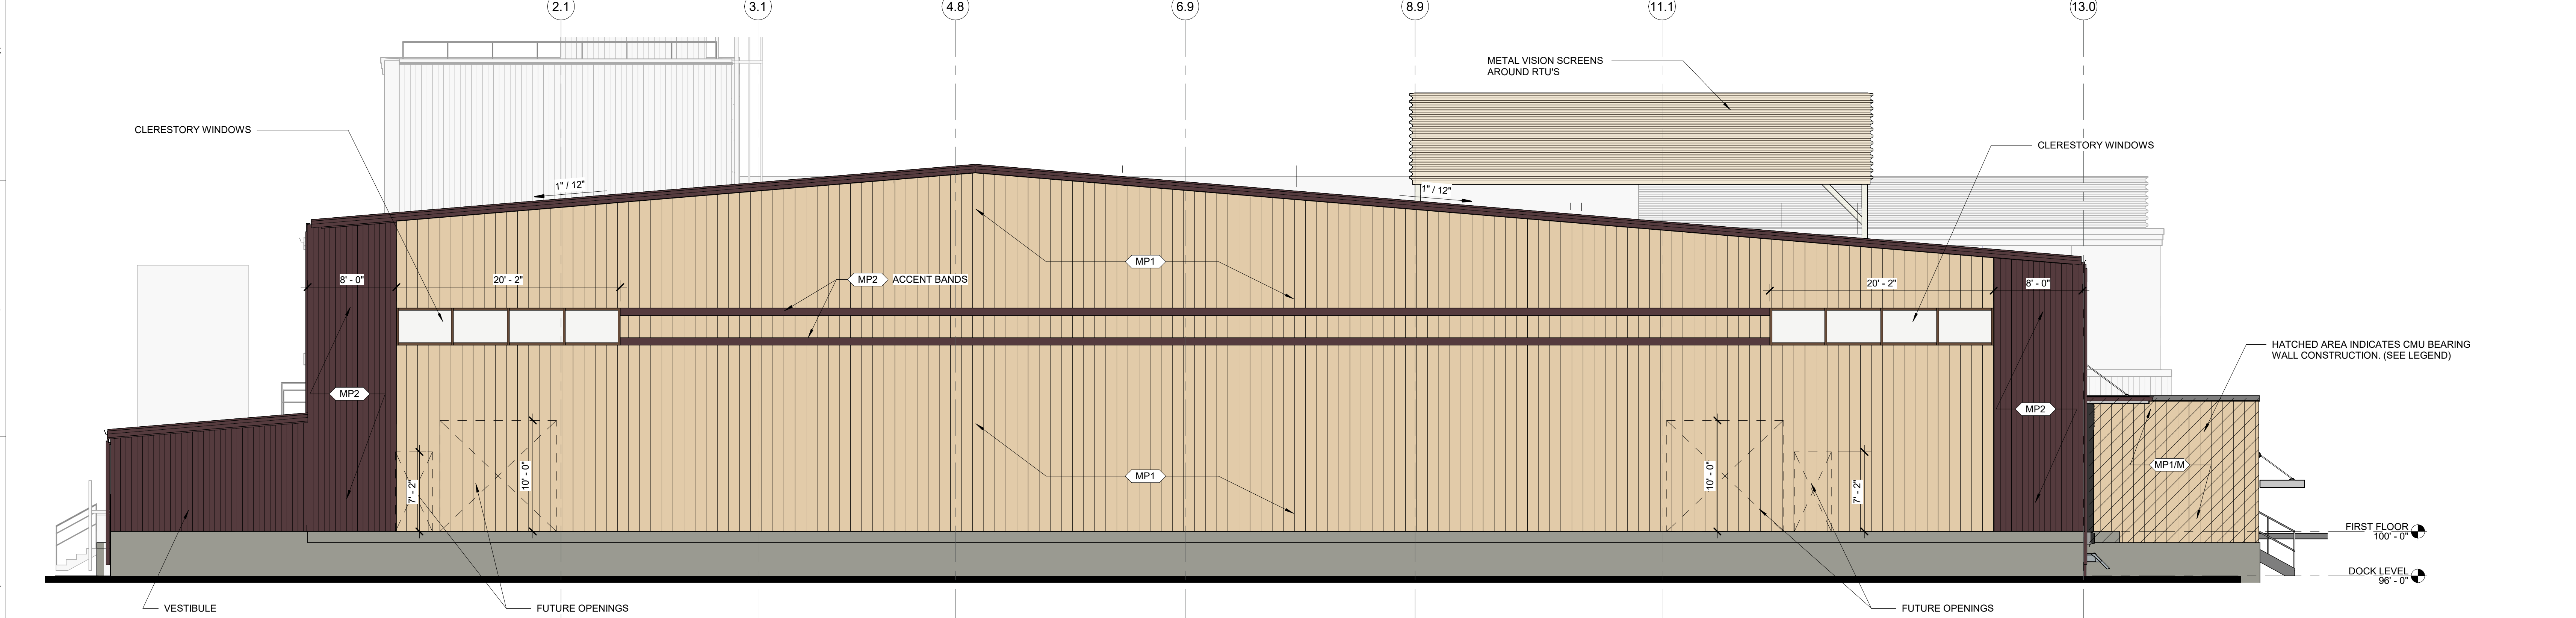 2.1
3.1
4.8
6.9
8.9
11.1
13.0
METAL VISION SCREENS
AROUND RTU'S
CLERESTORY WINDOWS
CLERESTORY WINDOWS
1" / 12"
1" / 12"
MP1
8' - 0"
20' - 2"
MP2
ACCENT BANDS
20' - 2"
8' - 0"
HATCHED AREA INDICATES CMU BEARING
WALL CONSTRUCTION. (SEE LEGEND)
MP2
MP2
MP1/M
7' - 2"
10' - 0"
MP1
10' - 0"
7' - 2"
FIRST FLOOR
100' - 0"
DOCK LEVEL
96' - 0"
VESTIBULE
FUTURE OPENINGS
FUTURE OPENINGS